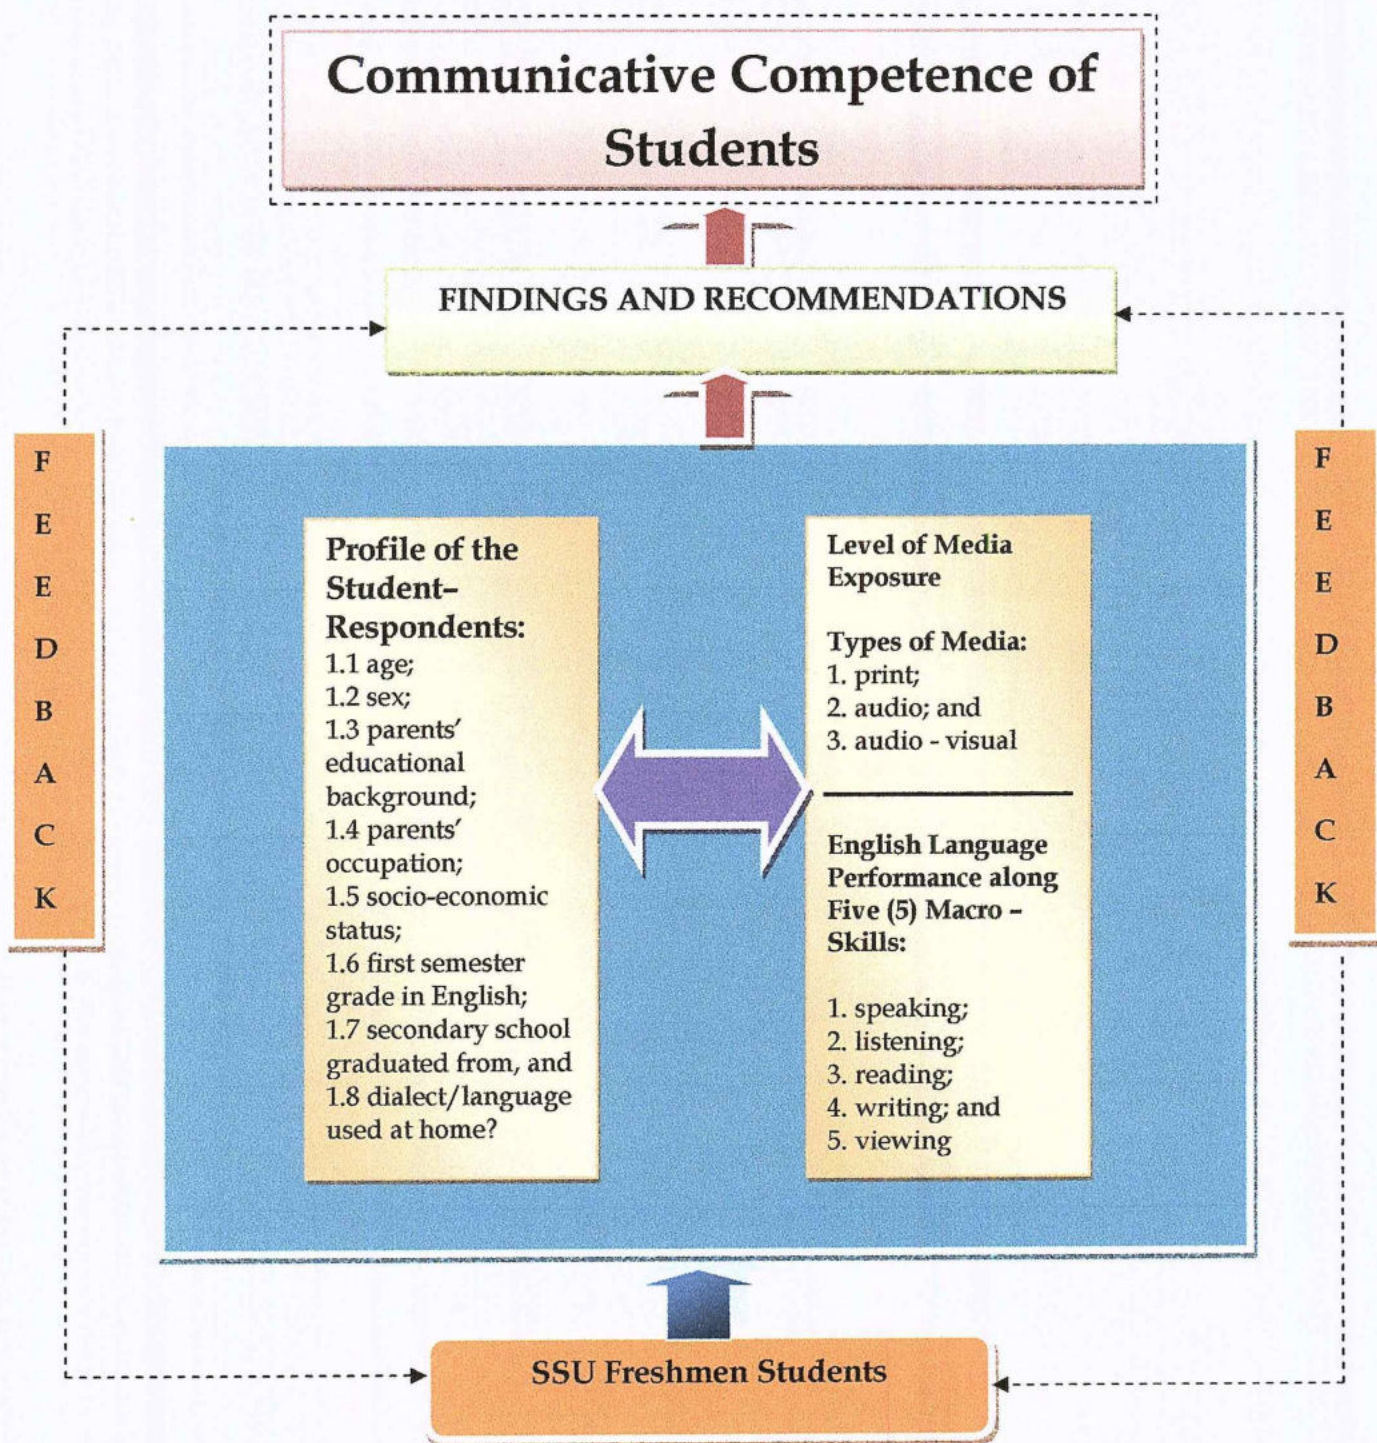 Communicative Competence of
Students
FINDINGS AND RECOMMENDATIONS
F
E
E
D
B
A
C
K
Profile of the
Student–
Respondents:
1.1 age;
1.2 sex;
1.3 parents'
educational
background;
1.4 parents'
occupation;
1.5 socio-economic
status;
1.6 first semester
grade in English;
1.7 secondary school
graduated from, and
1.8 dialect/language
used at home?
Level of Media
Exposure
Types of Media:
1. print;
2. audio; and
3. audio - visual
English Language
Performance along
Five (5) Macro –
Skills:
1. speaking;
2. listening;
3. reading;
4. writing; and
5. viewing
F
E
E
D
B
A
C
K
SSU Freshmen Students